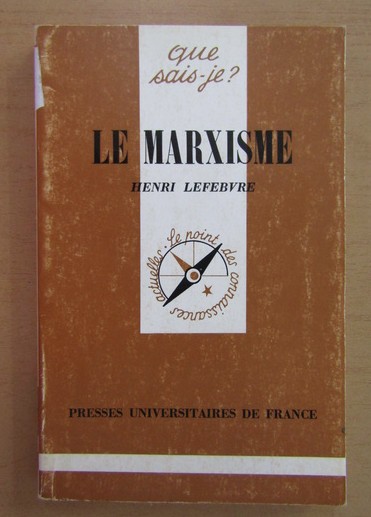 que
sais-je?
LE MARXISME
HENRI LEFEBVRE
Le point des connaissances actuelles.
PRESSES UNIVERSITAIRES DE FRANCE